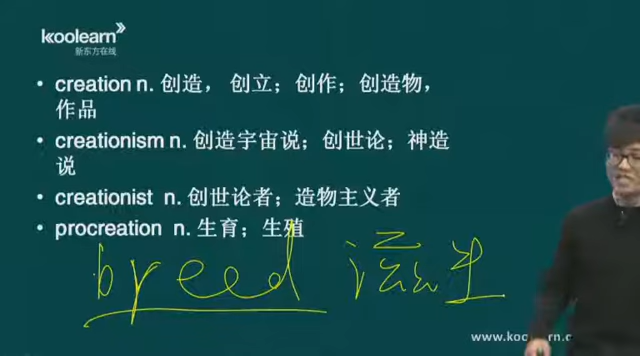 koolearn
新东方在线
• creation n. 创造， 创立；创作；创造物，
作品
• creationism n. 创造宇宙说；创世论；神造
说
• creationist n. 创世论者；造物主义者
• procreation n. 生育；生殖
breed 滋生